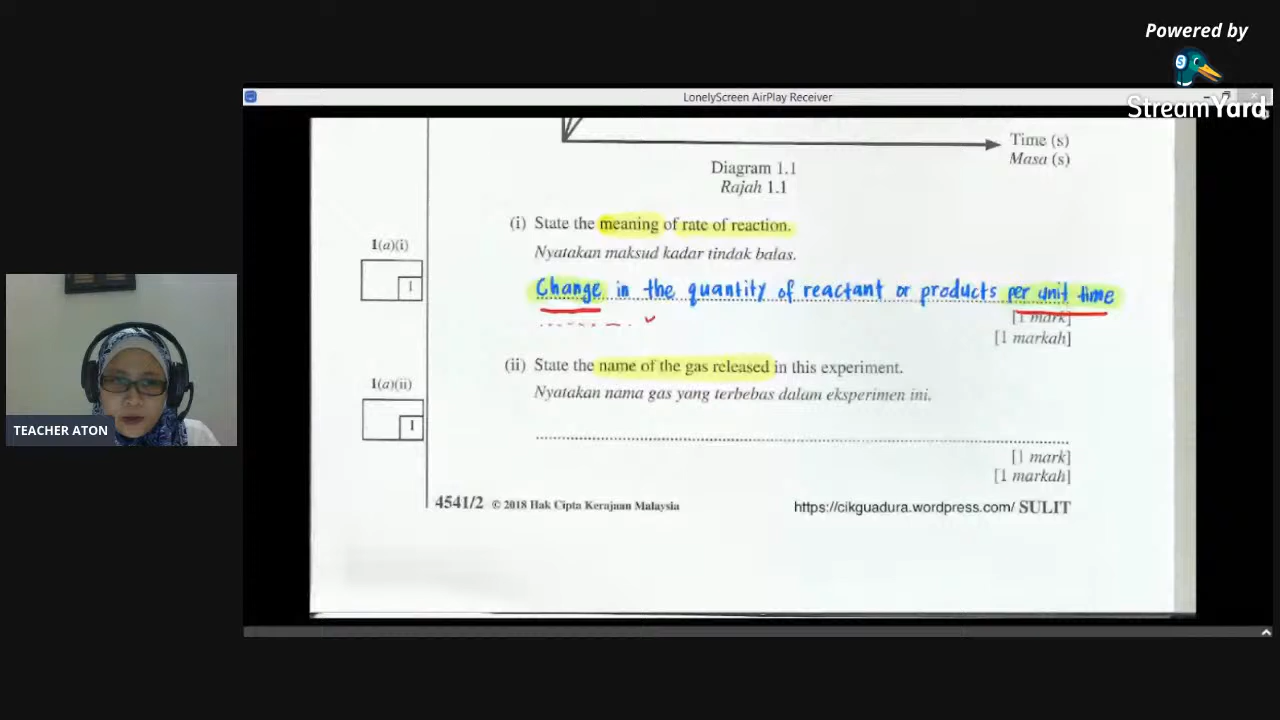 Powered by
StreamYard
LonelyScreen AirPlay Receiver
Time (s)
Masa (s)
Diagram 1.1
Rajah 1.1
(i) State the meaning of rate of reaction.
1(a)(i)
Nyatakan maksud kadar tindak balas.
1
Change in the quantity of reactant or products per unit time
[1 mark]
[1 markah]
(ii) State the name of the gas released in this experiment.
1(a)(ii)
Nyatakan nama gas yang terbebas dalam eksperimen ini.
1
TEACHER ATON
[1 mark]
[1 markah]
4541/2 © 2018 Hak Cipta Kerajaan Malaysia
https://cikguadura.wordpress.com/ SULIT